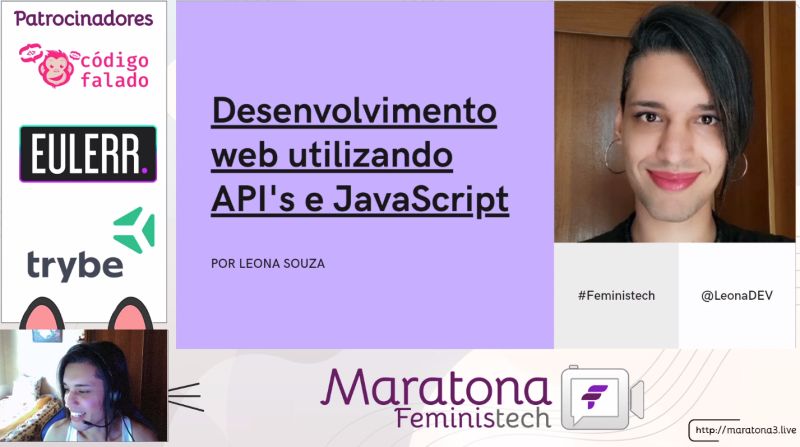 Patrocinadores
código
falado
EULERR.
trybe
Desenvolvimento
web utilizando
API's e JavaScript
POR LEONA SOUZA
#Feministech
@LeonaDEV
Maratona
Feministech
http://maratona3.live